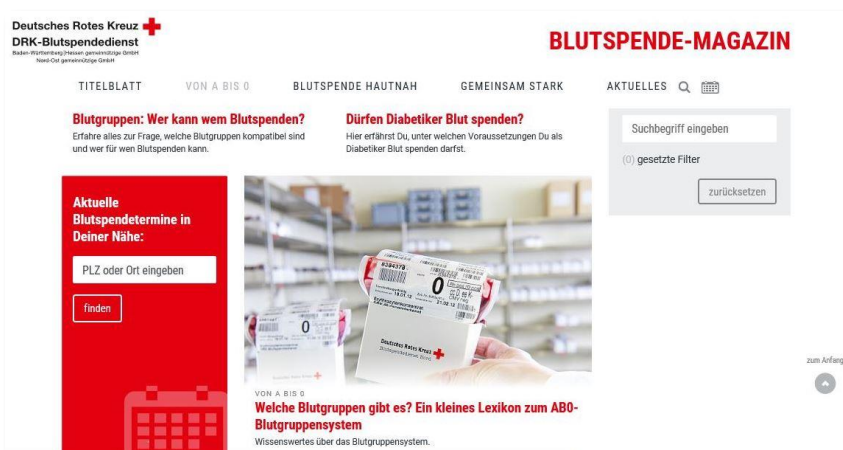 Deutsches Rotes Kreuz
DRK-Blutspendedienst
Baden-Württemberg|Hessen gemeinnützige GmbH
Nord-Ost gemeinnützige GmbH
BLUTSPENDE-MAGAZIN
TITELBLATT
VON A BIS 0
BLUTSPENDE HAUTNAH
GEMEINSAM STARK
AKTUELLES
Blutgruppen: Wer kann wem Blutspenden?
Erfahre alles zur Frage, welche Blutgruppen kompatibel sind
und wer für wen Blutspenden kann.
Dürfen Diabetiker Blut spenden?
Hier erfährst Du, unter welchen Voraussetzungen Du als
Diabetiker Blut spenden darfst.
Suchbegriff eingeben
(0) gesetzte Filter
zurücksetzen
Aktuelle
Blutspendetermine in
Deiner Nähe:
PLZ oder Ort eingeben
finden
0
0
Deutsches Rotes Kreuz
zum Anfang
VON A BIS 0
Welche Blutgruppen gibt es? Ein kleines Lexikon zum AB0-
Blutgruppensystem
Wissenswertes über das Blutgruppensystem.